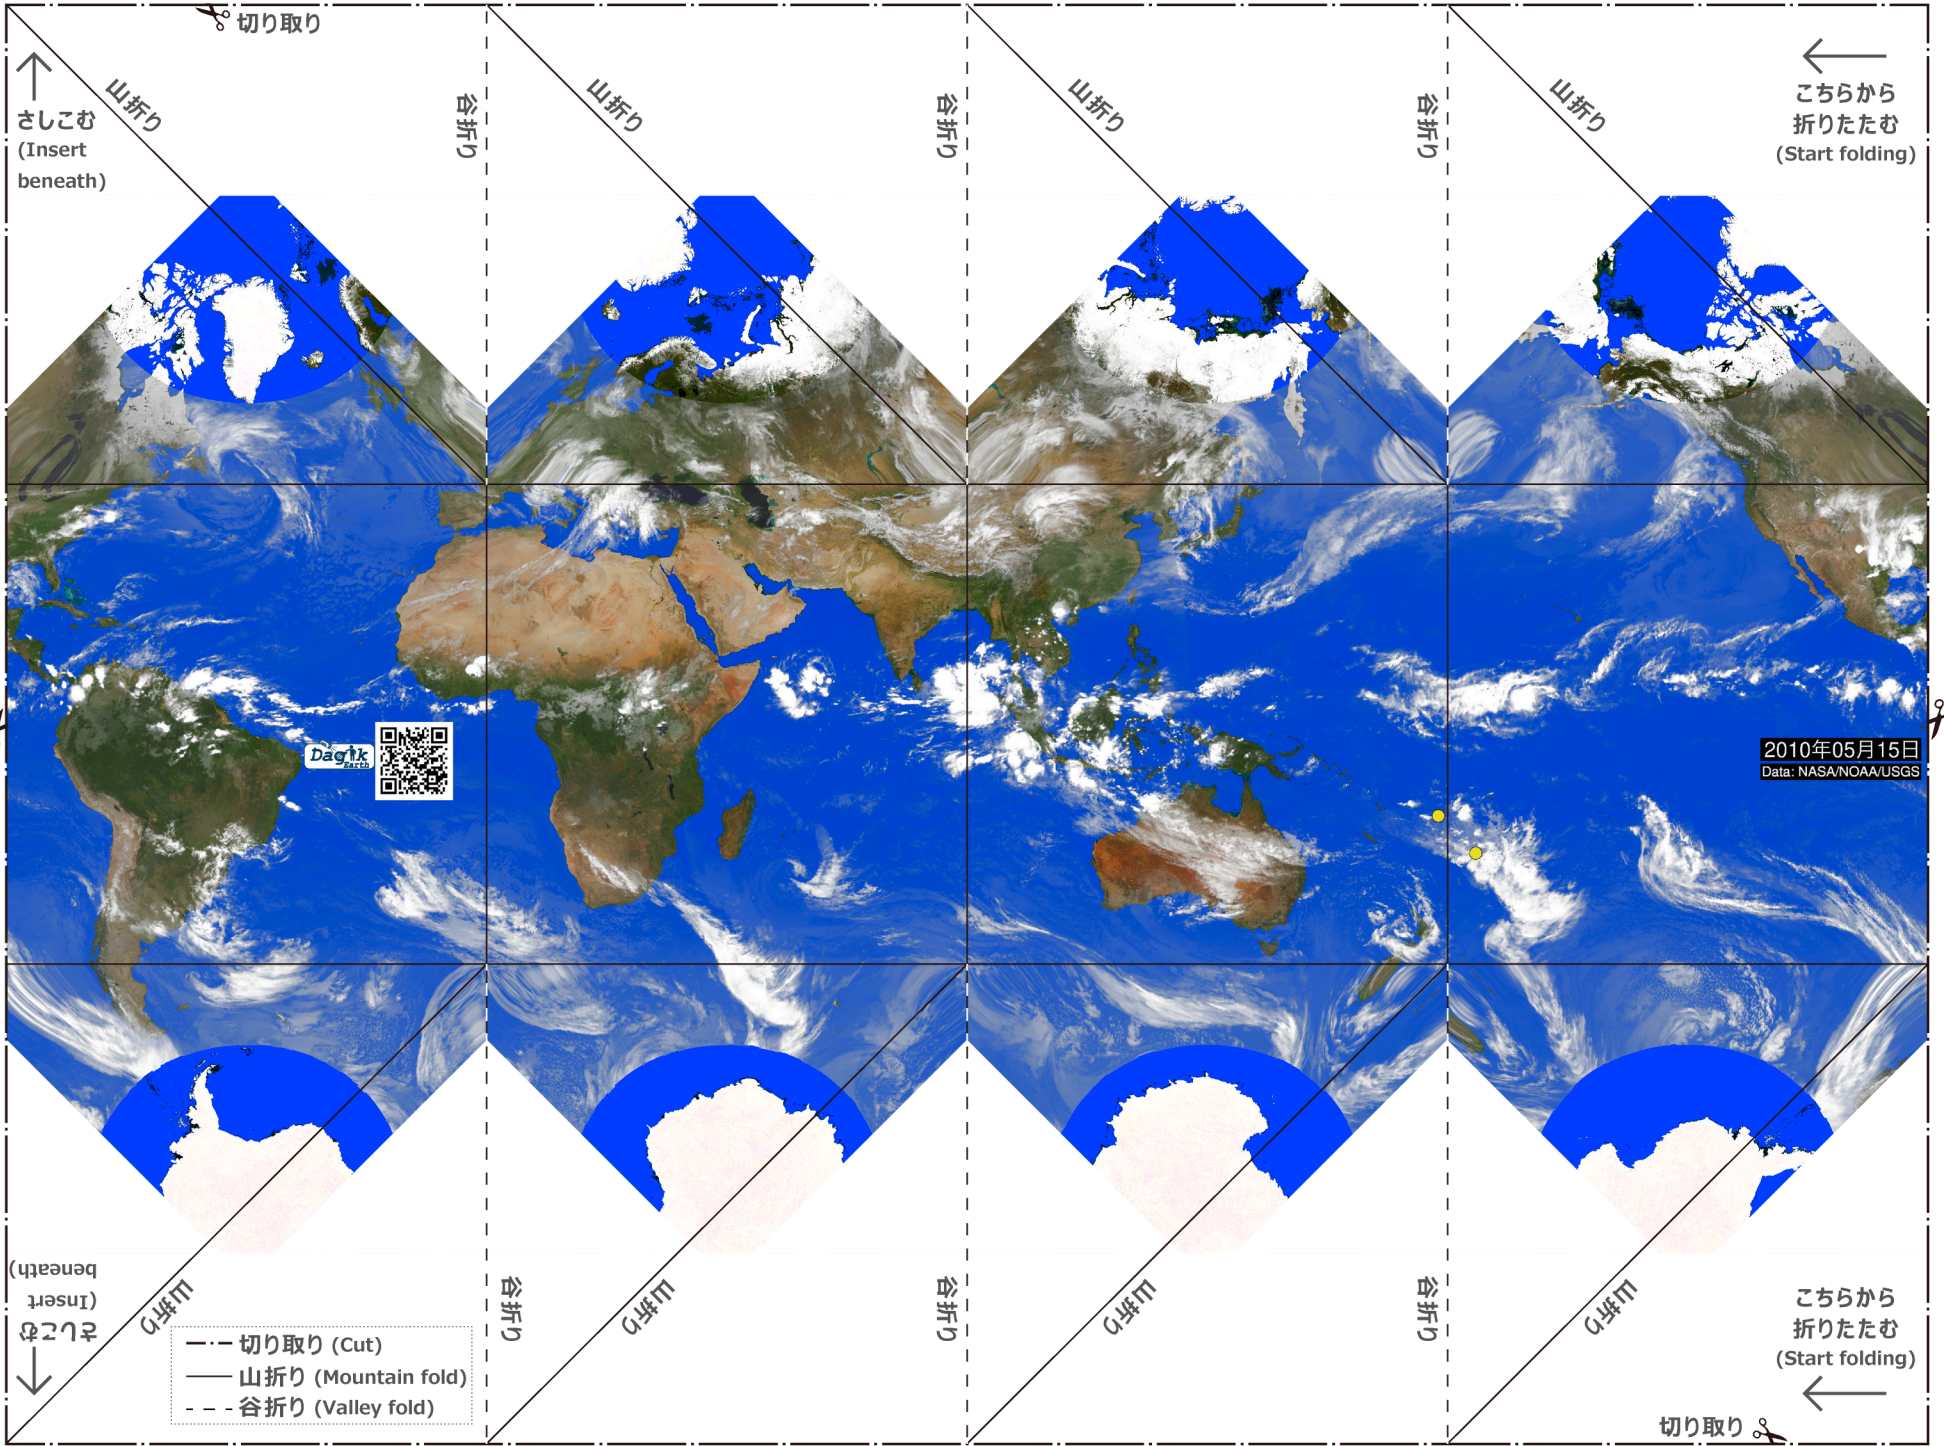 切り取り
山折り
谷折り
山折り
谷折り
山折り
谷折り
山折り
さしこむ
(Insert
beneath)
こちらから
折りたたむ
(Start folding)
Dagik
Earth
2010年05月15日
Data: NASA/NOAA/USGS
さしこむ
(Insert
beneath)
山折り
谷折り
山折り
谷折り
山折り
谷折り
山折り
こちらから
折りたたむ
(Start folding)
切り取り (Cut)
山折り (Mountain fold)
谷折り (Valley fold)
切り取り